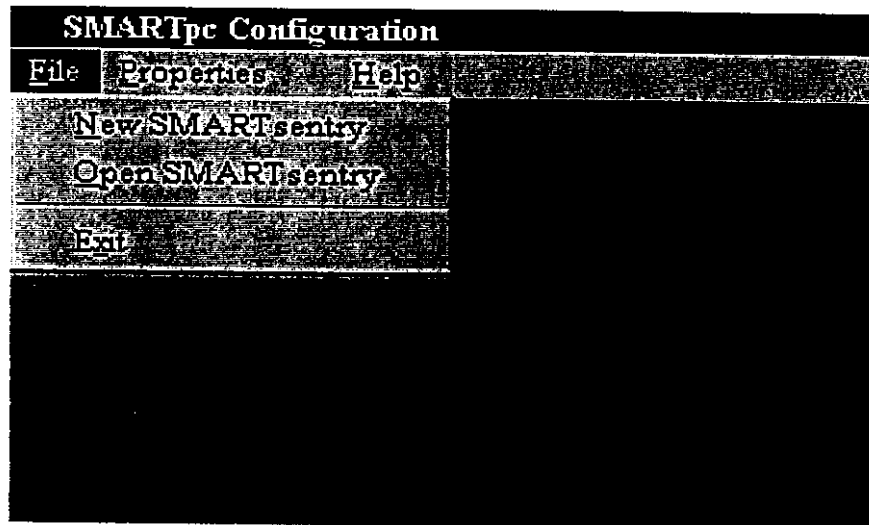 SMARTpc Configuration
File Properties Help
New SMARTsentry
Open SMARTsentry
Exit